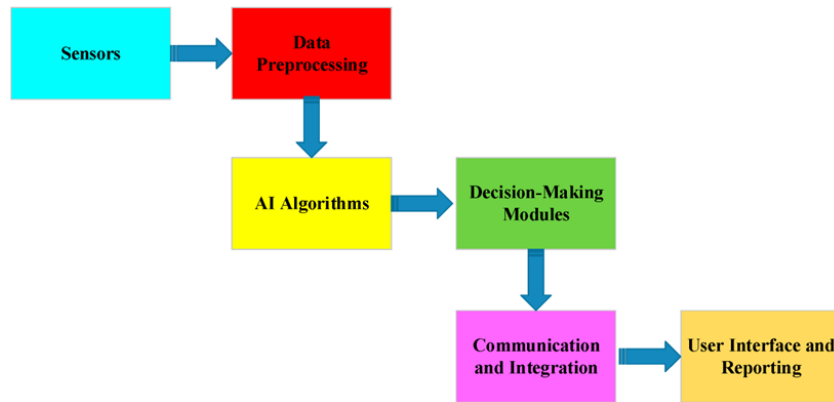 Sensors
Data
Preprocessing
AI Algorithms
Decision-Making
Modules
Communication
and Integration
User Interface and
Reporting